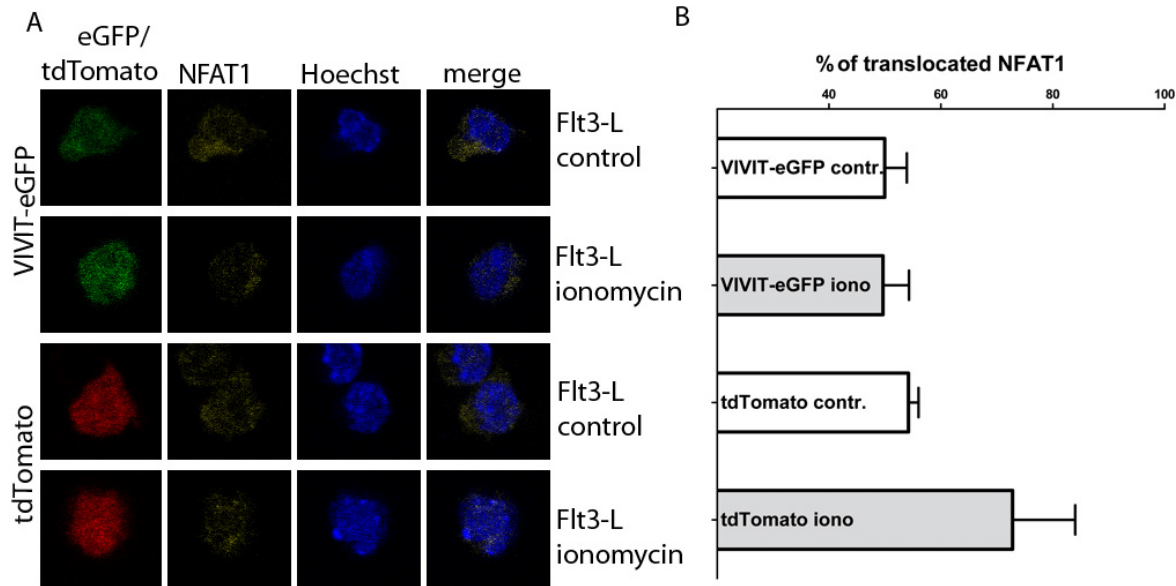 A
eGFP/
tdTomato NFAT1 Hoechst merge
VIVIT-eGFP
Flt3-L
control
Flt3-L
ionomycin
tdTomato
Flt3-L
control
Flt3-L
ionomycin
B
% of translocated NFAT1
40 60 80 100
VIVIT-eGFP contr.
VIVIT-eGFP iono
tdTomato contr.
tdTomato iono